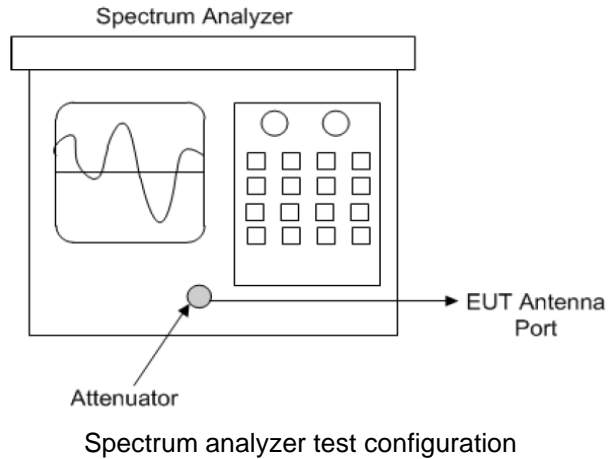 Spectrum Analyzer
EUT Antenna
Port
Attenuator
Spectrum analyzer test configuration